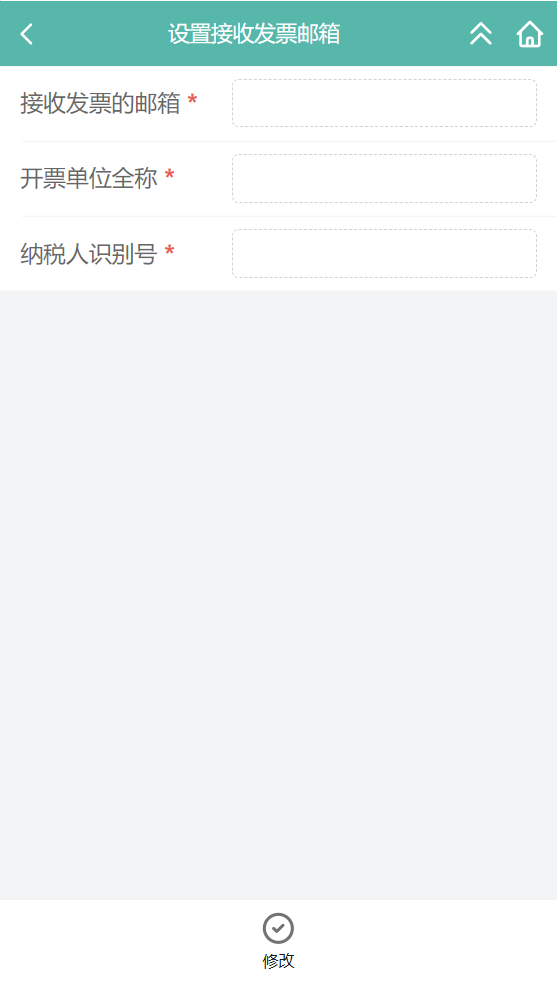 设置接收发票邮箱
接收发票的邮箱 *
开票单位全称 *
纳税人识别号 *
修改